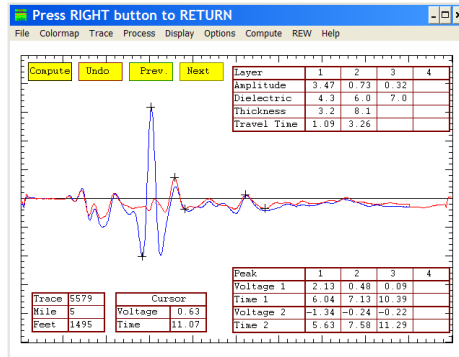 Press RIGHT button to RETURN
File Colormap Trace Process Display Options Compute REW Help
Compute Undo Prev. Next
Layer 1 2 3 4
Amplitude 3.47 0.73 0.32
Dielectric 4.3 6.0 7.0
Thickness 3.2 8.1
Travel Time 1.09 3.26
Peak 1 2 3 4
Voltage 1 2.13 0.48 0.09
Time 1 6.04 7.13 10.39
Voltage 2 -1.34 -0.24 -0.22
Time 2 5.63 7.58 11.29
Trace 5579
Mile 5
Feet 1495
Cursor
Voltage 0.63
Time 11.07